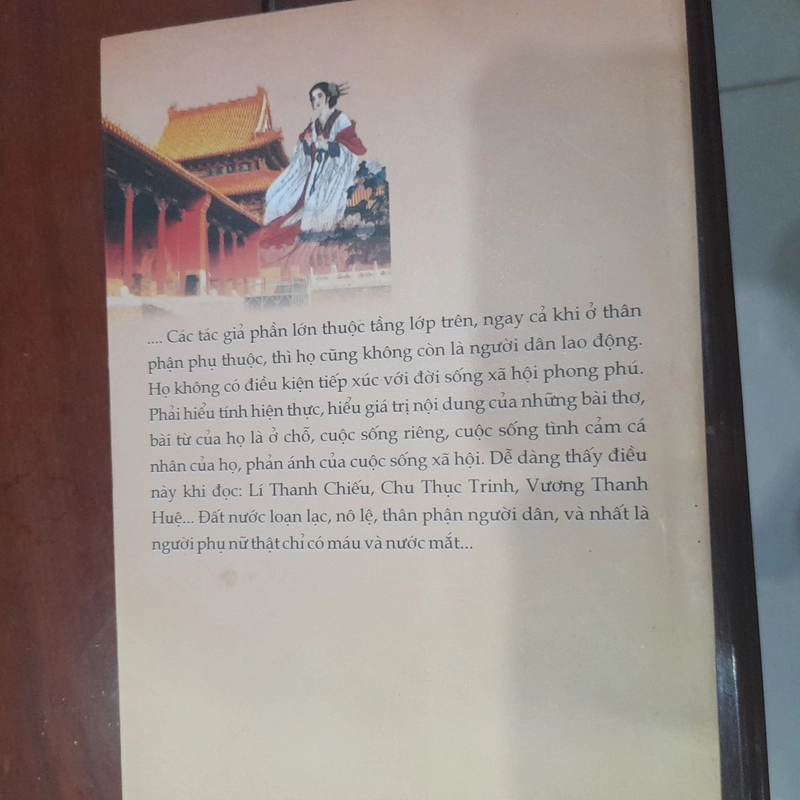 .... Các tác giả phần lớn thuộc tầng lớp trên, ngay cả khi ở thân
phận phụ thuộc, thì họ cũng không còn là người dân lao động.
Họ không có điều kiện tiếp xúc với đời sống xã hội phong phú.
Phải hiểu tính hiện thực, hiểu giá trị nội dung của những bài thơ,
bài từ của họ là ở chỗ, cuộc sống riêng, cuộc sống tình cảm cá
nhân của họ, phản ánh của cuộc sống xã hội. Dễ dàng thấy điều
này khi đọc: Lí Thanh Chiếu, Chu Thục Trinh, Vương Thanh
Huệ... Đất nước loạn lạc, nô lệ, thân phận người dân, và nhất là
người phụ nữ thật chỉ có máu và nước mắt...